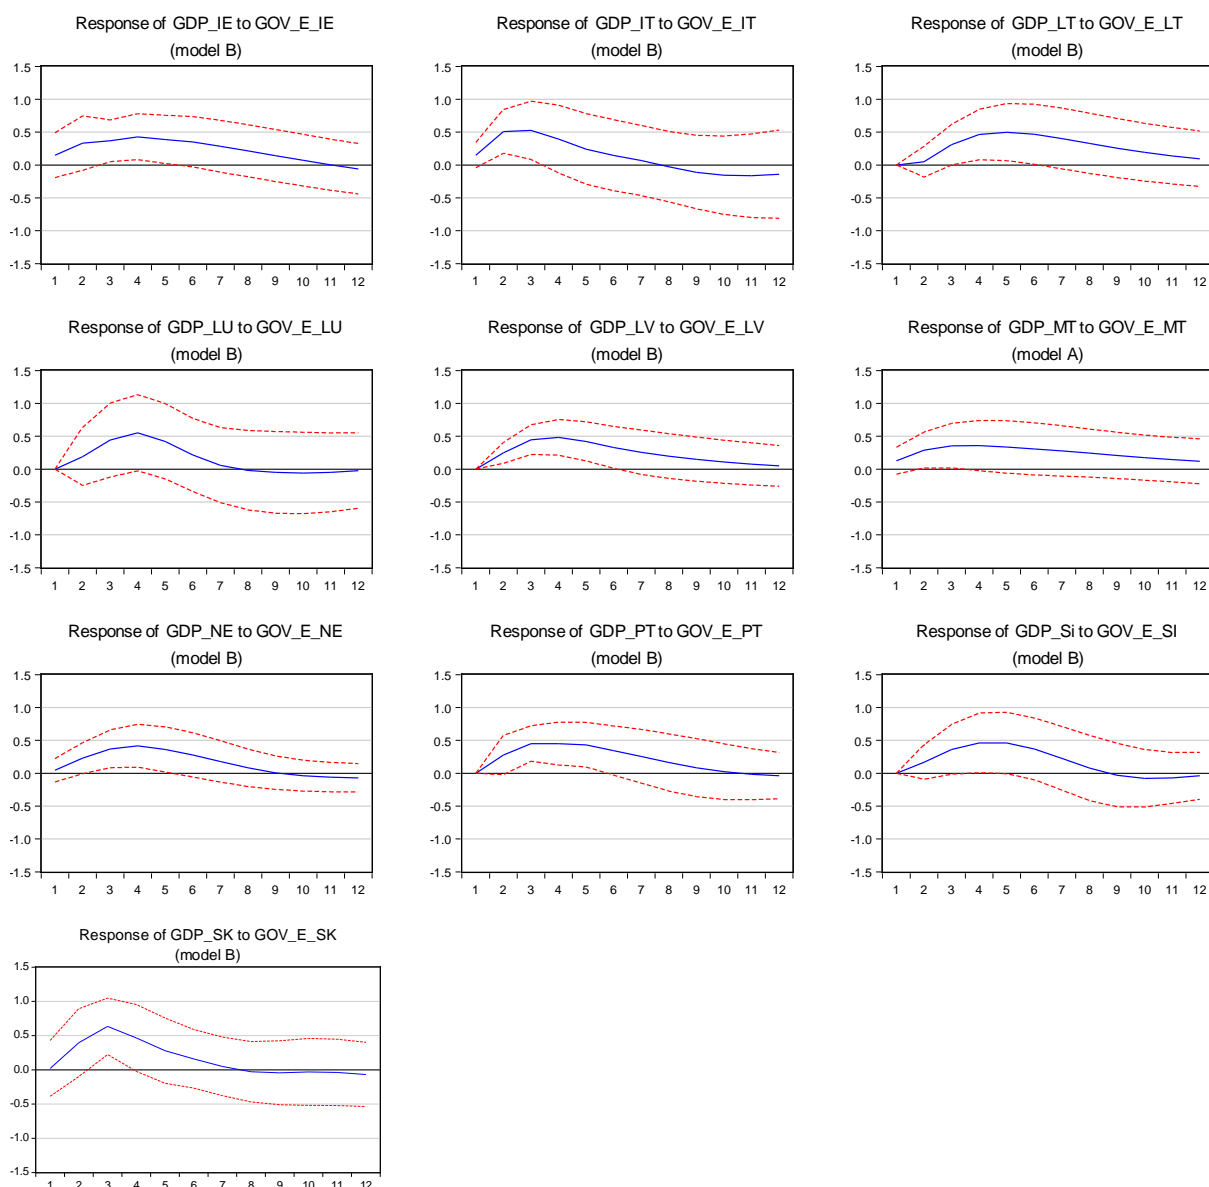 Response of GDP_IE to GOV_E_IE
(model B)
1.5
1.0
0.5
0.0
-0.5
-1.0
-1.5
1 2 3 4 5 6 7 8 9 10 11 12
Response of GDP_IT to GOV_E_IT
(model B)
1.5
1.0
0.5
0.0
-0.5
-1.0
-1.5
1 2 3 4 5 6 7 8 9 10 11 12
Response of GDP_LT to GOV_E_LT
(model B)
1.5
1.0
0.5
0.0
-0.5
-1.0
-1.5
1 2 3 4 5 6 7 8 9 10 11 12
Response of GDP_LU to GOV_E_LU
(model B)
1.5
1.0
0.5
0.0
-0.5
-1.0
-1.5
1 2 3 4 5 6 7 8 9 10 11 12
Response of GDP_LV to GOV_E_LV
(model B)
1.5
1.0
0.5
0.0
-0.5
-1.0
-1.5
1 2 3 4 5 6 7 8 9 10 11 12
Response of GDP_MT to GOV_E_MT
(model A)
1.5
1.0
0.5
0.0
-0.5
-1.0
-1.5
1 2 3 4 5 6 7 8 9 10 11 12
Response of GDP_NE to GOV_E_NE
(model B)
1.5
1.0
0.5
0.0
-0.5
-1.0
-1.5
1 2 3 4 5 6 7 8 9 10 11 12
Response of GDP_PT to GOV_E_PT
(model B)
1.5
1.0
0.5
0.0
-0.5
-1.0
-1.5
1 2 3 4 5 6 7 8 9 10 11 12
Response of GDP_Si to GOV_E_SI
(model B)
1.5
1.0
0.5
0.0
-0.5
-1.0
-1.5
1 2 3 4 5 6 7 8 9 10 11 12
Response of GDP_SK to GOV_E_SK
(model B)
1.5
1.0
0.5
0.0
-0.5
-1.0
-1.5
1 2 3 4 5 6 7 8 9 10 11 12